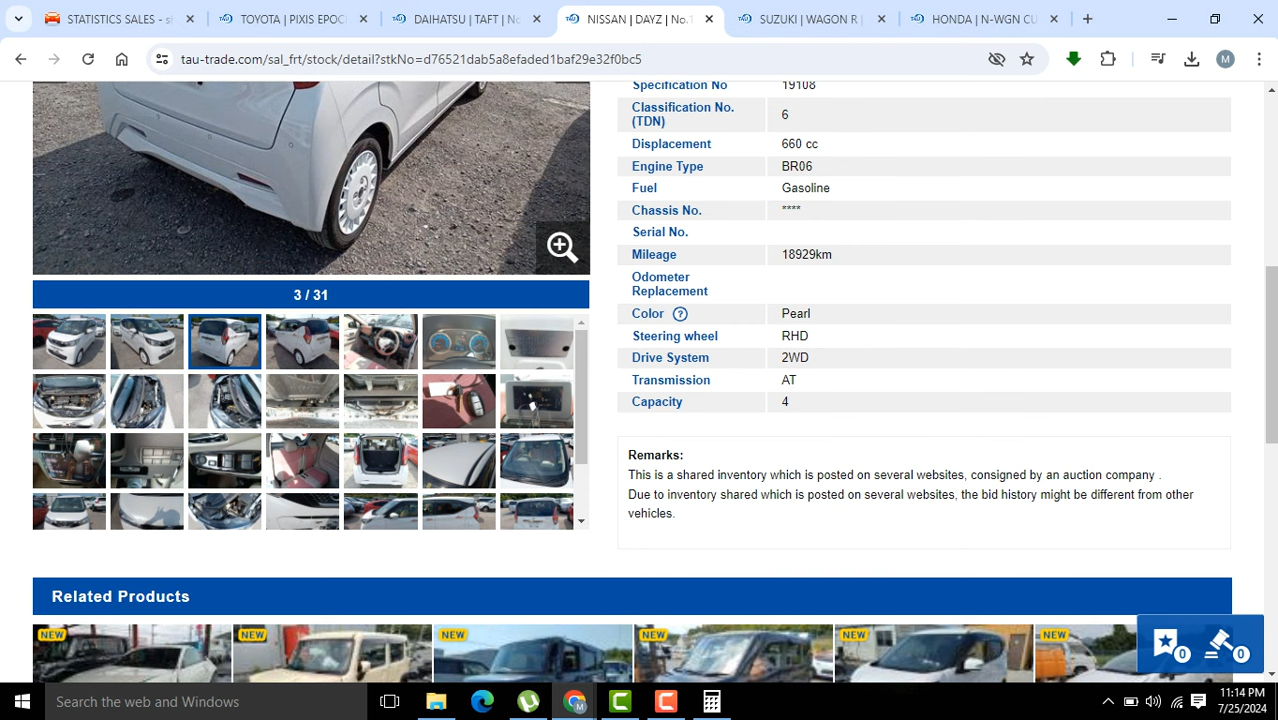 STATISTICS SALES - sh
TOYOTA | PIXIS EPOCH
DAIHATSU | TAFT | No
NISSAN | DAYZ | No.1
SUZUKI | WAGON R |
HONDA | N-WGN CU
tau-trade.com/sal_frt/stock/detail?stkNo=d76521dab5a8efaded1baf29e32f0bc5
M
Specification No 19108
Classification No. (TDN) 6
Displacement 660 cc
Engine Type BR06
Fuel Gasoline
Chassis No. ****
Serial No.
Mileage 18929km
Odometer
Replacement
Color ? Pearl
Steering wheel RHD
Drive System 2WD
Transmission AT
Capacity 4
3 / 31
Remarks:
This is a shared inventory which is posted on several websites, consigned by an auction company .
Due to inventory shared which is posted on several websites, the bid history might be different from other
vehicles.
Related Products
NEW NEW NEW NEW NEW NEW
0 0
Search the web and Windows
11:14 PM
7/25/2024